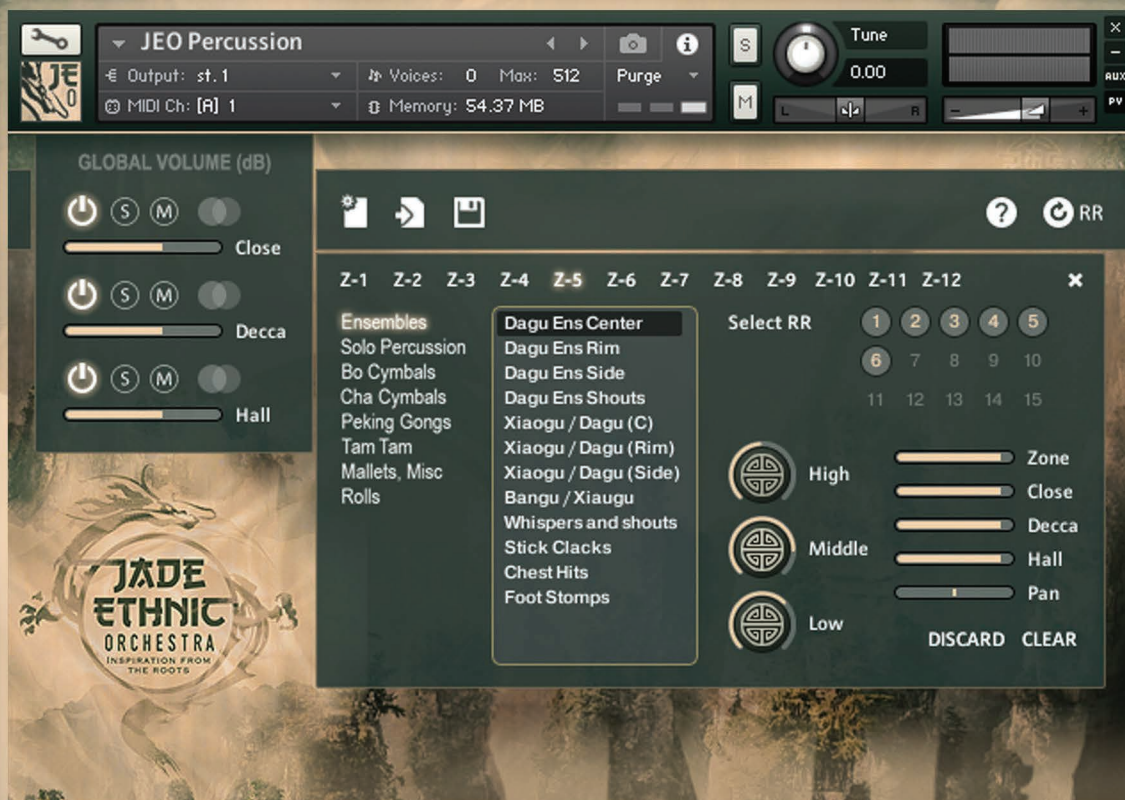 JEO Percussion
Output: st.1
Voices: 0 Max: 512
Purge
MIDI Ch: [A] 1
Memory: 54.37 MB
S
M
Tune
0.00
L
R
×
AUX
PV
JE
O
GLOBAL VOLUME (dB)
S M
Close
S M
Decca
S M
Hall
? RR
Z-1 Z-2 Z-3 Z-4 Z-5 Z-6 Z-7 Z-8 Z-9 Z-10 Z-11 Z-12
Ensembles
Solo Percussion
Bo Cymbals
Cha Cymbals
Peking Gongs
Tam Tam
Mallets, Misc
Rolls
Dagu Ens Center
Dagu Ens Rim
Dagu Ens Side
Dagu Ens Shouts
Xiaogu / Dagu (C)
Xiaogu / Dagu (Rim)
Xiaogu / Dagu (Side)
Bangu / Xiaugu
Whispers and shouts
Stick Clacks
Chest Hits
Foot Stomps
Select RR
1 2 3 4 5
6 7 8 9 10
11 12 13 14 15
High
Middle
Low
Zone
Close
Decca
Hall
Pan
DISCARD CLEAR
JADE
ETHNIC
ORCHESTRA
INSPIRATION FROM
THE ROOTS